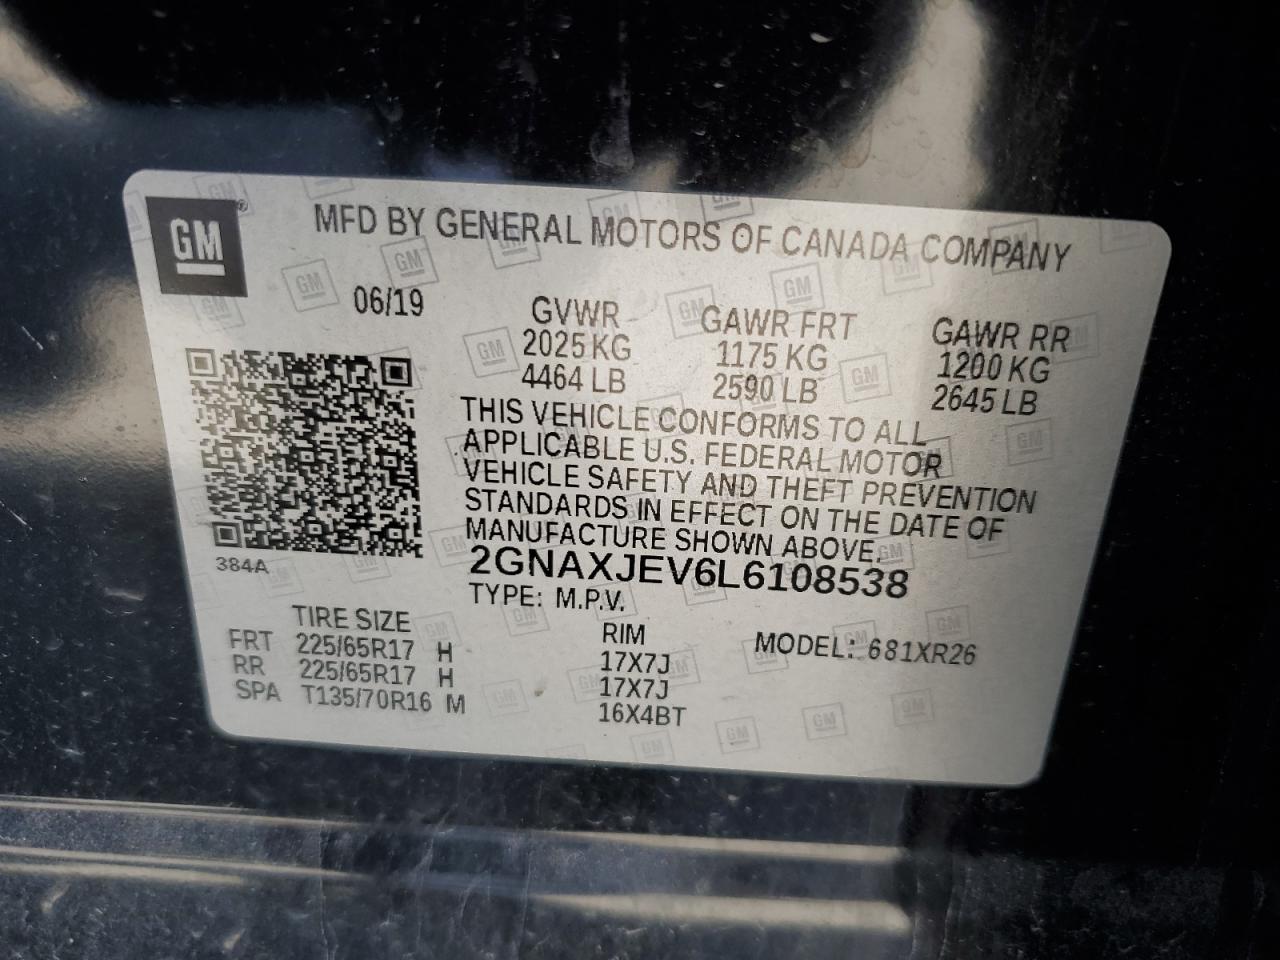 GM®
MFD BY GENERAL MOTORS OF CANADA COMPANY
06/19
GVWR
2025 KG
4464 LB
GAWR FRT
1175 KG
2590 LB
GAWR RR
1200 KG
2645 LB
THIS VEHICLE CONFORMS TO ALL
APPLICABLE U.S. FEDERAL MOTOR
VEHICLE SAFETY AND THEFT PREVENTION
STANDARDS IN EFFECT ON THE DATE OF
MANUFACTURE SHOWN ABOVE.
384A
2GNAXJEV6L6108538
TYPE: M.P.V.
TIRE SIZE
RIM
MODEL: 681XR26
FRT 225/65R17 H 17X7J
RR 225/65R17 H 17X7J
SPA T135/70R16 M 16X4BT